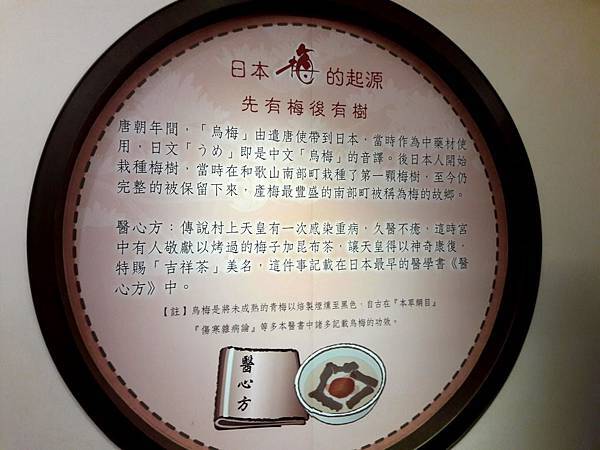 日本梅的起源
先有梅後有樹
唐朝年間，「烏梅」由遣唐使帶到日本，當時作為中藥材使
用，日文「うめ」即是中文「烏梅」的音譯。後日本人開始
栽種梅樹，當時在和歌山南部町栽種了第一顆梅樹，至今仍
完整的被保留下來，產梅最豐盛的南部町被稱為梅的故鄉。
醫心方：傳說村上天皇有一次感染重病，久醫不癒，這時宮
中有人敬獻以烤過的梅子加昆布茶，讓天皇得以神奇康復，
特賜「吉祥茶」美名，這件事記載在日本最早的醫學書《醫
心方》中。
【註】烏梅是將未成熟的青梅以焙製煙燻至黑色，自古在『本草綱目』
『傷寒雜病論』等多本醫書中諸多記載烏梅的功效。
醫心方